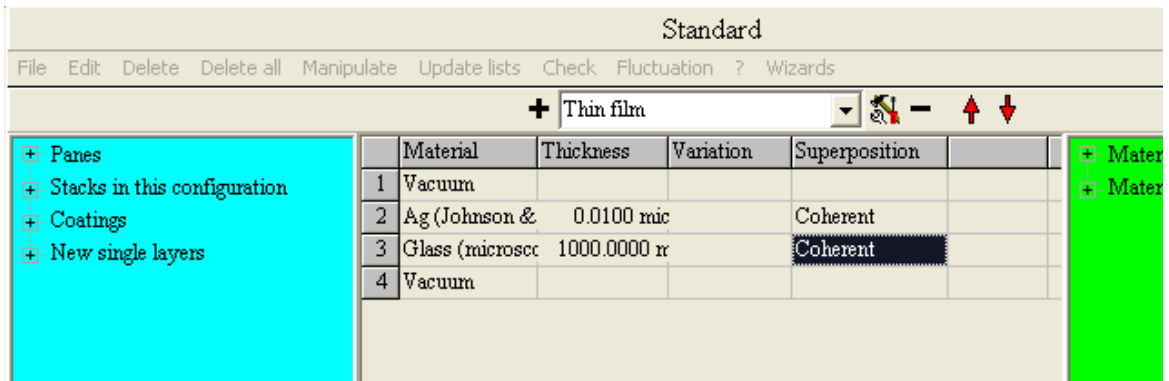 Standard
File Edit Delete Delete all Manipulate Update lists Check Fluctuation ? Wizards
Thin film
Panes
Stacks in this configuration
Coatings
New single layers
Material Thickness Variation Superposition
1 Vacuum
2 Ag (Johnson & 0.0100 mic Coherent
3 Glass (microsco 1000.0000 m Coherent
4 Vacuum
Mater
Mater